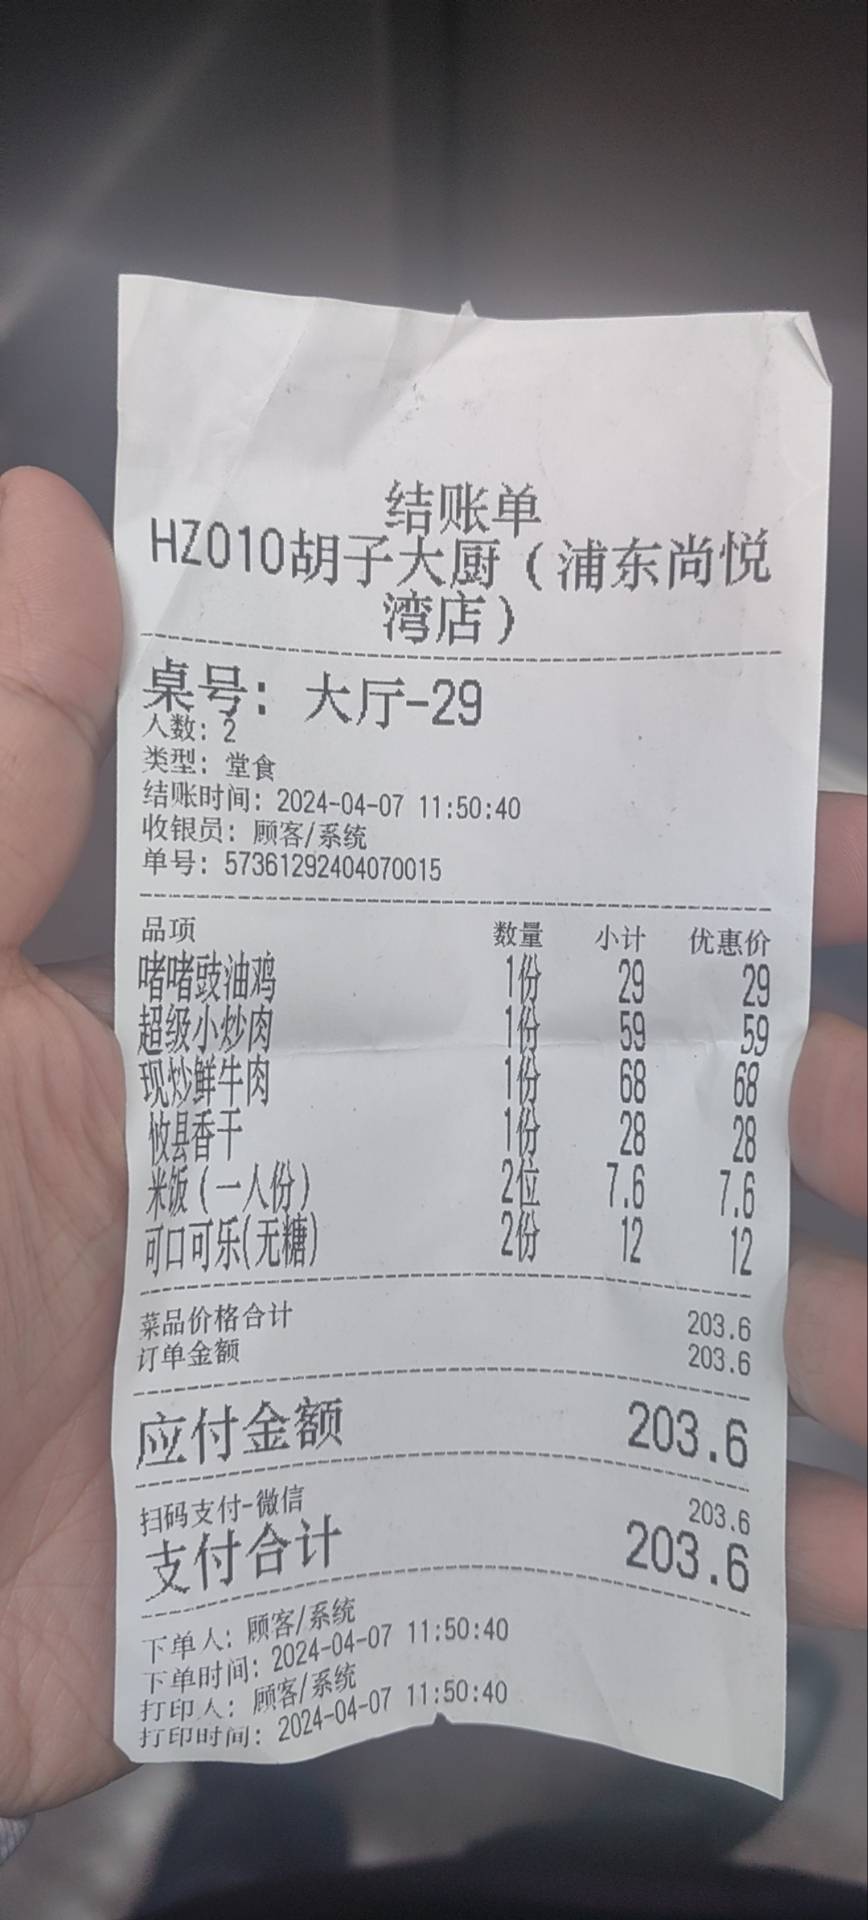 结账单
HZ010胡子大厨（浦东尚悦
湾店）
桌号：大厅-29
人数：2
类型：堂食
结账时间：2024-04-07 11:50:40
收银员：顾客/系统
单号：57361292404070015
品项 数量 小计 优惠价
啫啫豉油鸡 1份 29 29
超级小炒肉 1份 59 59
现炒鲜牛肉 1份 68 68
攸县香干 1份 28 28
米饭（一人份） 2位 7.6 7.6
可口可乐(无糖) 2份 12 12
菜品价格合计 203.6
订单金额 203.6
应付金额 203.6
扫码支付-微信 203.6
支付合计 203.6
下单人：顾客/系统
下单时间：2024-04-07 11:50:40
打印人：顾客/系统
打印时间：2024-04-07 11:50:40